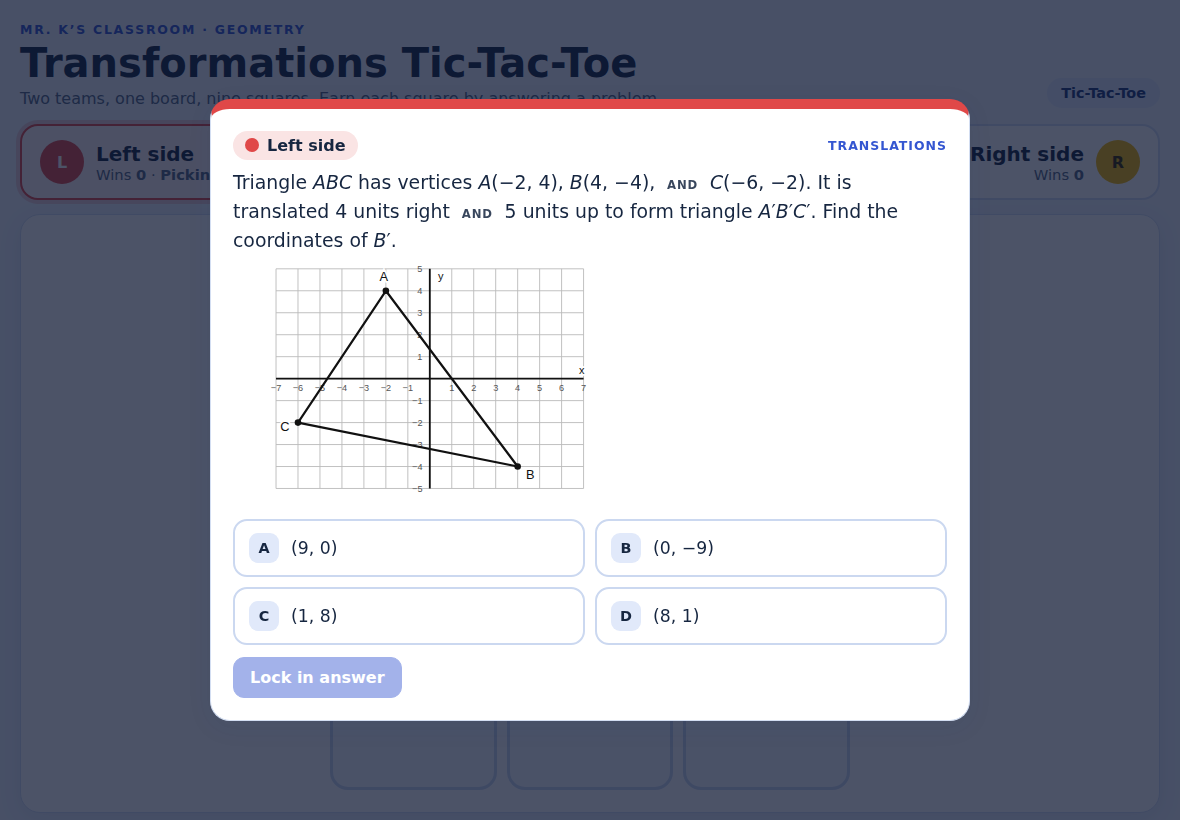 MR. K’S CLASSROOM · GEOMETRY
Transformations Tic-Tac-Toe
Two teams, one board, nine squares. Earn each square by answering a problem.
Tic-Tac-Toe
L
Left side
Wins 0 · Pickin
Right side
Wins 0
R
Left side
TRANSLATIONS
Triangle ABC has vertices A(−2, 4), B(4, −4), AND C(−6, −2). It is
translated 4 units right AND 5 units up to form triangle A′B′C′. Find the
coordinates of B′.
A
5
y
4
3
2
1
x
−7 −6 −5 −4 −3 −2 −1 1 2 3 4 5 6 7
−1
−2
C
−3
−4
B
−5
A (9, 0)
B (0, −9)
C (1, 8)
D (8, 1)
Lock in answer